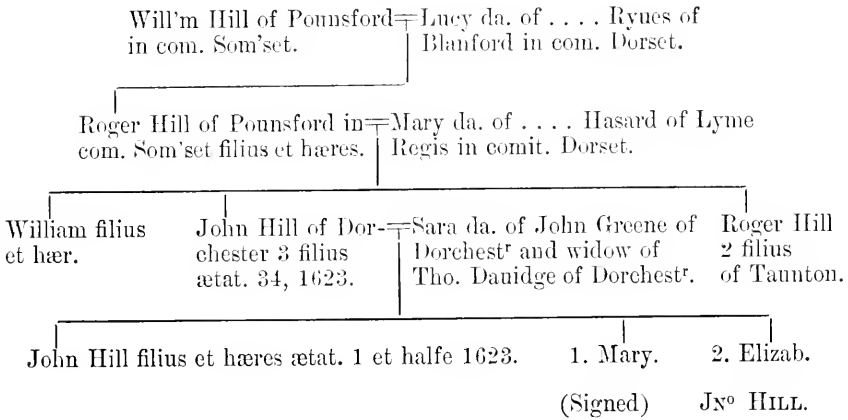 Will'm Hill of Pounsford=Lucy da. of .... Ryues of
in com. Som'set. Blanford in com. Dorset.
Roger Hill of Pounsford in=Mary da. of .... Hasard of Lyme
com. Som'set filius et hæres. Regis in comit. Dorset.
William filius
et hær.
John Hill of Dor-=Sara da. of John Greene of
chester 3 filius Dorchestʳ and widow of
ætat. 34, 1623. Tho. Dauidge of Dorchestʳ.
Roger Hill
2 filius
of Taunton.
John Hill filius et hæres ætat. 1 et halfe 1623. 1. Mary. 2. Elizab.
(Signed) Jnº Hill.